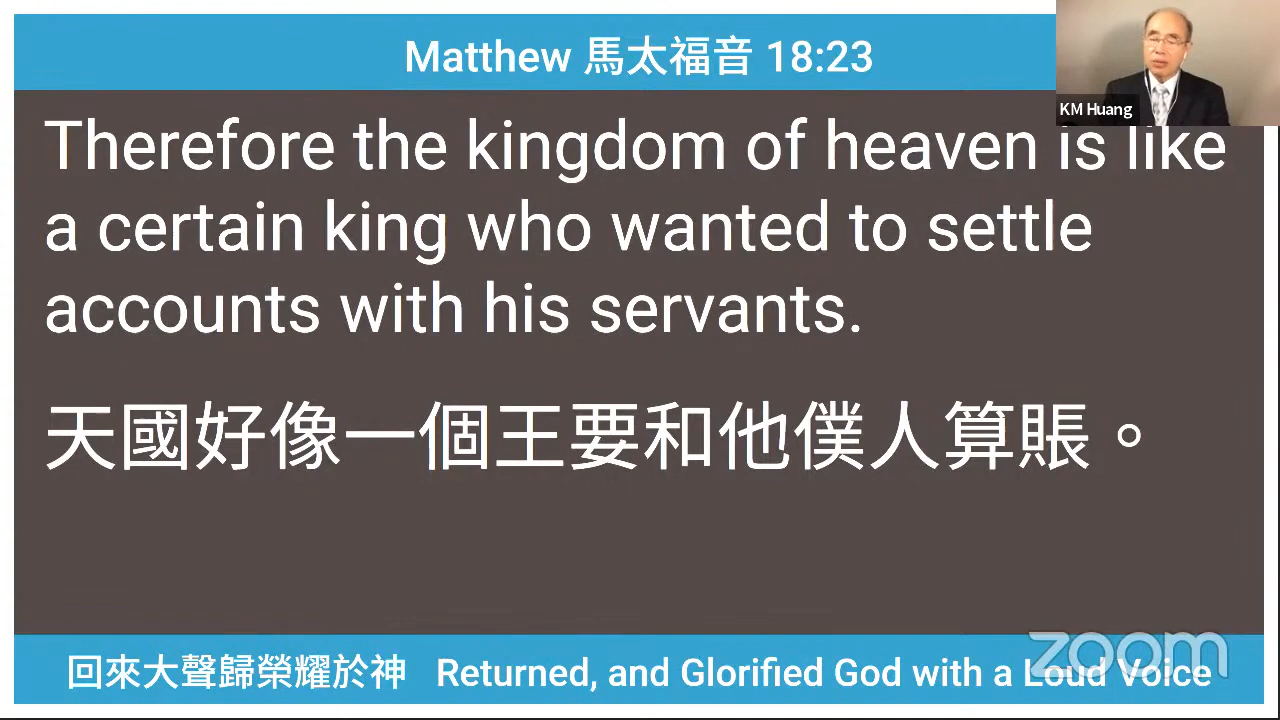 Matthew 馬太福音 18:23
KM Huang
Therefore the kingdom of heaven is like
a certain king who wanted to settle
accounts with his servants.
天國好像一個王要和他僕人算賬。
zoom
回來大聲歸榮耀於神 Returned, and Glorified God with a Loud Voice